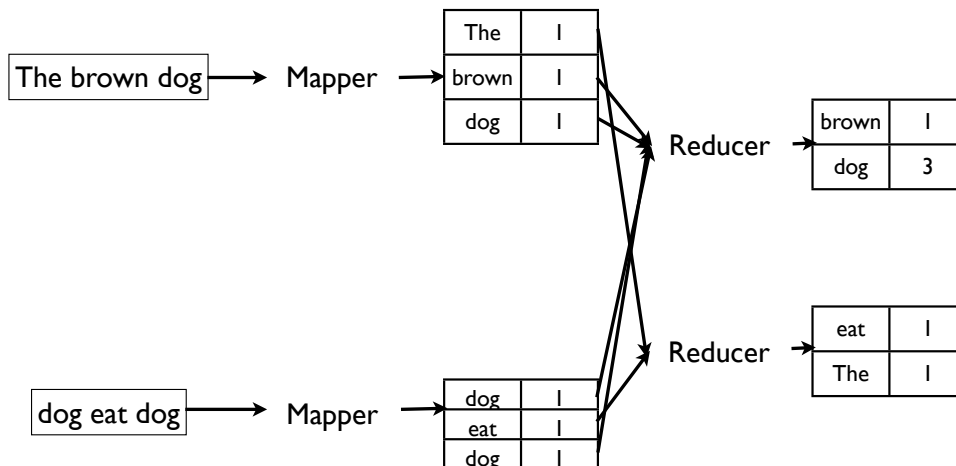 The brown dog
Mapper
The 1
brown 1
dog 1
Reducer
brown 1
dog 3
dog eat dog
Mapper
dog 1
eat 1
dog 1
Reducer
eat 1
The 1